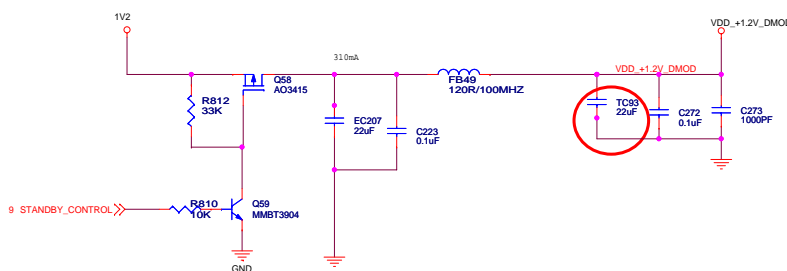 1V2
VDD_+1.2V_DMOD
Q58
AO3415
310mA
FB49
120R/100MHZ
VDD_+1.2V_DMOD
R812
33K
EC207
22uF
C223
0.1uF
TC93
22uF
C272
0.1uF
C273
1000PF
9 STANDBY_CONTROL
R810
10K
Q59
MMBT3904
GND